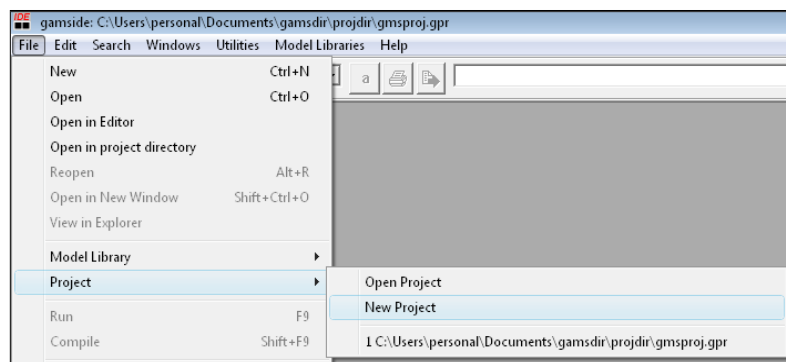 IDE gamside: C:\Users\personal\Documents\gamsdir\projdir\gmsproj.gpr
File Edit Search Windows Utilities Model Libraries Help
a
New Ctrl+N
Open Ctrl+O
Open in Editor
Open in project directory
Reopen Alt+R
Open in New Window Shift+Ctrl+O
View in Explorer
Model Library
Project
Open Project
New Project
Run F9
Compile Shift+F9
1 C:\Users\personal\Documents\gamsdir\projdir\gmsproj.gpr